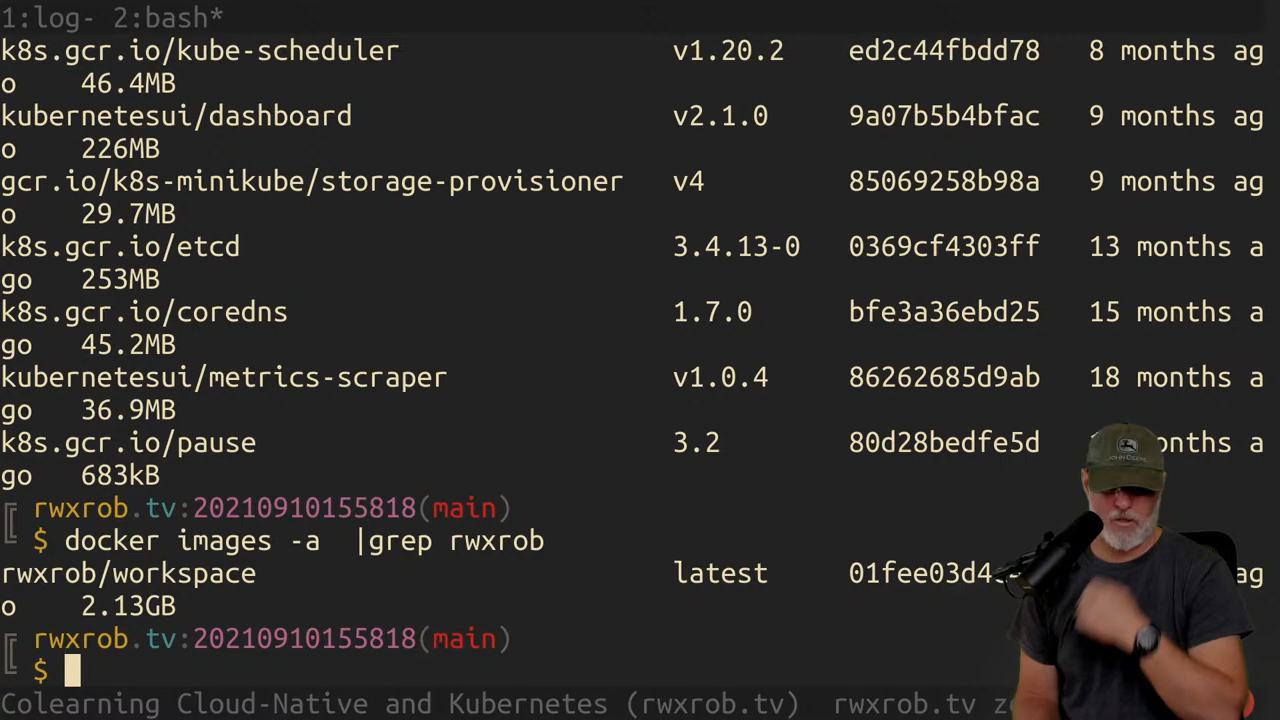 1:log- 2:bash*
k8s.gcr.io/kube-scheduler v1.20.2 ed2c44fbdd78 8 months ag
o 46.4MB
kubernetesui/dashboard v2.1.0 9a07b5b4bfac 9 months ag
o 226MB
gcr.io/k8s-minikube/storage-provisioner v4 85069258b98a 9 months ag
o 29.7MB
k8s.gcr.io/etcd 3.4.13-0 0369cf4303ff 13 months a
go 253MB
k8s.gcr.io/coredns 1.7.0 bfe3a36ebd25 15 months a
go 45.2MB
kubernetesui/metrics-scraper v1.0.4 86262685d9ab 18 months a
go 36.9MB
k8s.gcr.io/pause 3.2 80d28bedfe5d a
go 683kB
rwxrob.tv:20210910155818(main)
$ docker images -a |grep rwxrob
rwxrob/workspace latest ag
o 2.13GB
rwxrob.tv:20210910155818(main)
$
Colearning Cloud-Native and Kubernetes (rwxrob.tv) rwxrob.tv